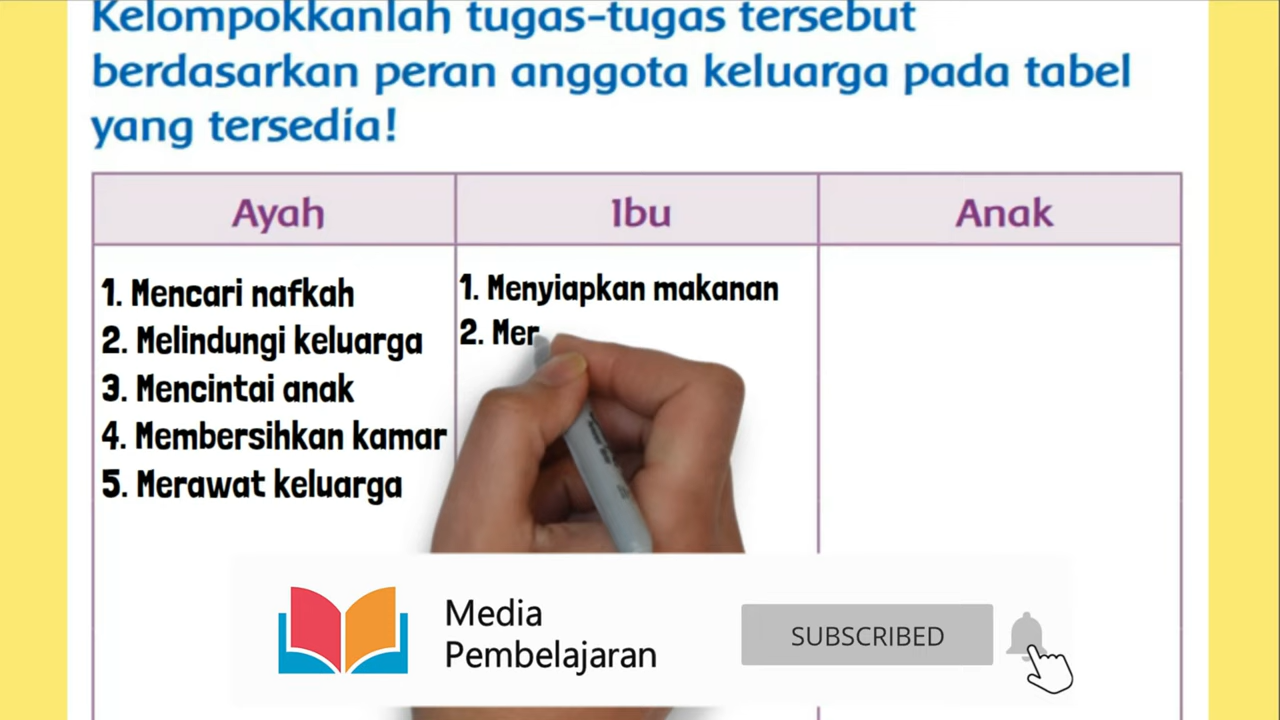 Kelompokkanlah tugas-tugas tersebut
berdasarkan peran anggota keluarga pada tabel
yang tersedia!
Ayah
Ibu
Anak
1. Mencari nafkah
2. Melindungi keluarga
3. Mencintai anak
4. Membersihkan kamar
5. Merawat keluarga
1. Menyiapkan makanan
2. Mer
Media
Pembelajaran
SUBSCRIBED